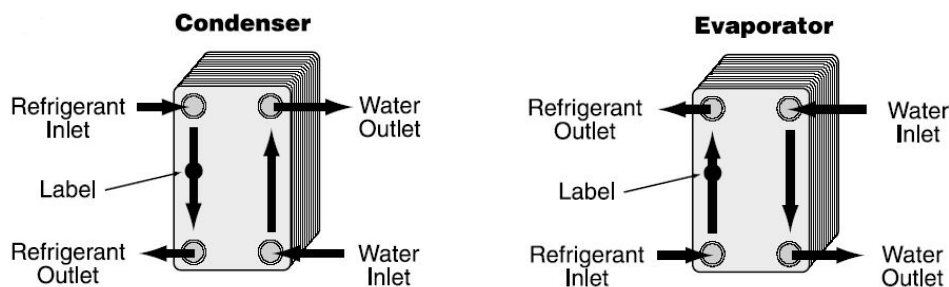 Condenser
Refrigerant
Inlet
Water
Outlet
Label
Refrigerant
Outlet
Water
Inlet
Evaporator
Refrigerant
Outlet
Water
Inlet
Label
Refrigerant
Inlet
Water
Outlet